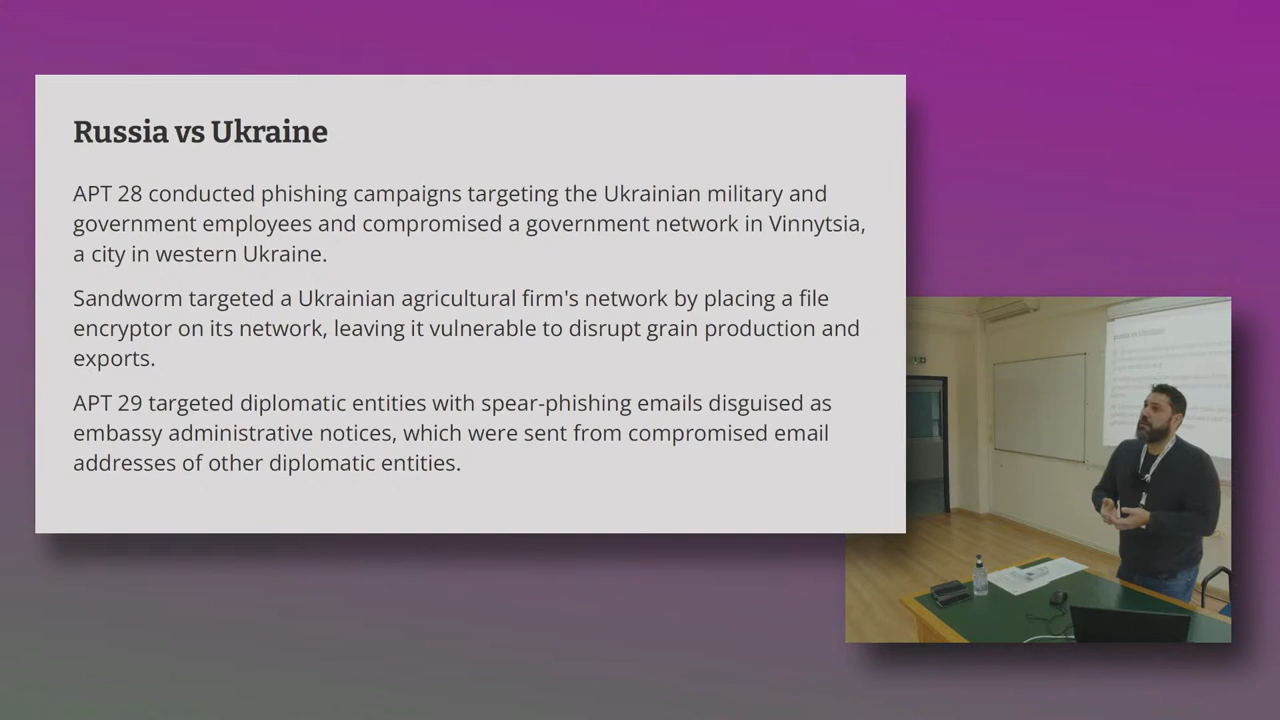 Russia vs Ukraine
APT 28 conducted phishing campaigns targeting the Ukrainian military and
government employees and compromised a government network in Vinnytsia,
a city in western Ukraine.
Sandworm targeted a Ukrainian agricultural firm's network by placing a file
encryptor on its network, leaving it vulnerable to disrupt grain production and
exports.
APT 29 targeted diplomatic entities with spear-phishing emails disguised as
embassy administrative notices, which were sent from compromised email
addresses of other diplomatic entities.